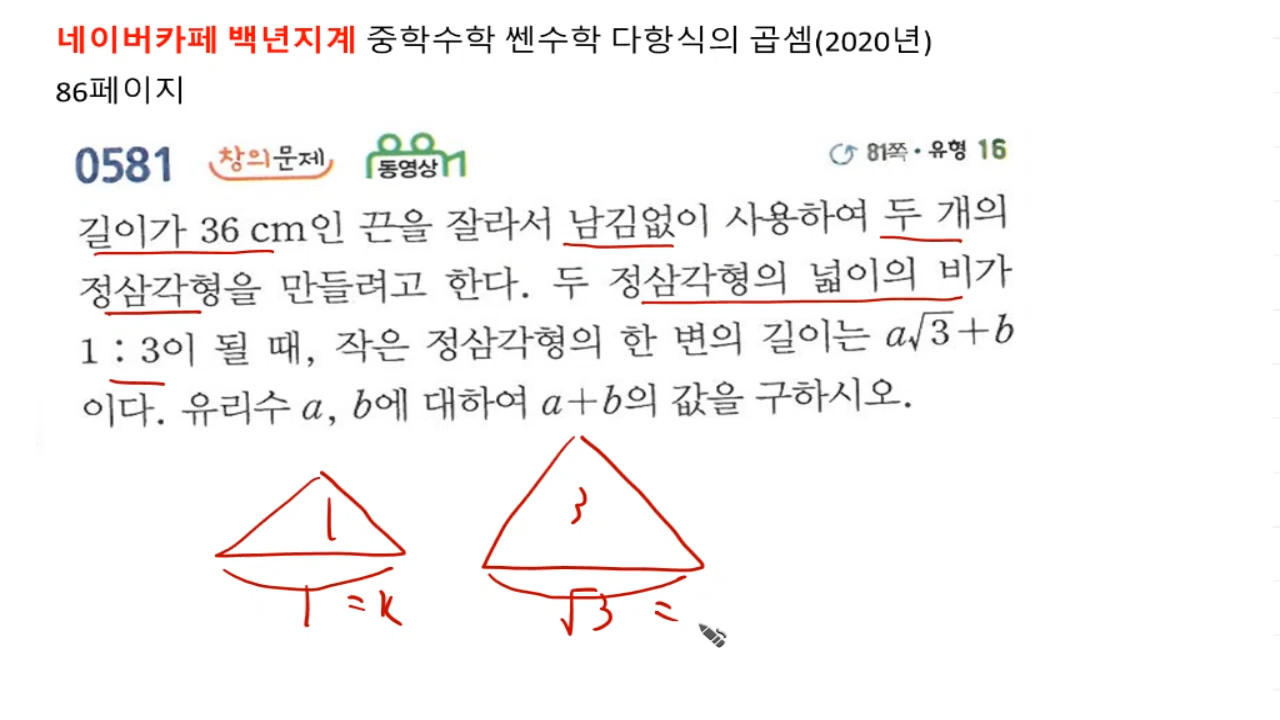 네이버카페 백년지계 중학수학 쎈수학 다항식의 곱셈(2020년)
86페이지
0581 창의문제 동영상 81쪽·유형 16
길이가 36 cm인 끈을 잘라서 남김없이 사용하여 두 개의
정삼각형을 만들려고 한다. 두 정삼각형의 넓이의 비가
1 : 3이 될 때, 작은 정삼각형의 한 변의 길이는 a√3+b
이다. 유리수 a, b에 대하여 a+b의 값을 구하시오.
1 3
1 = k √3 =